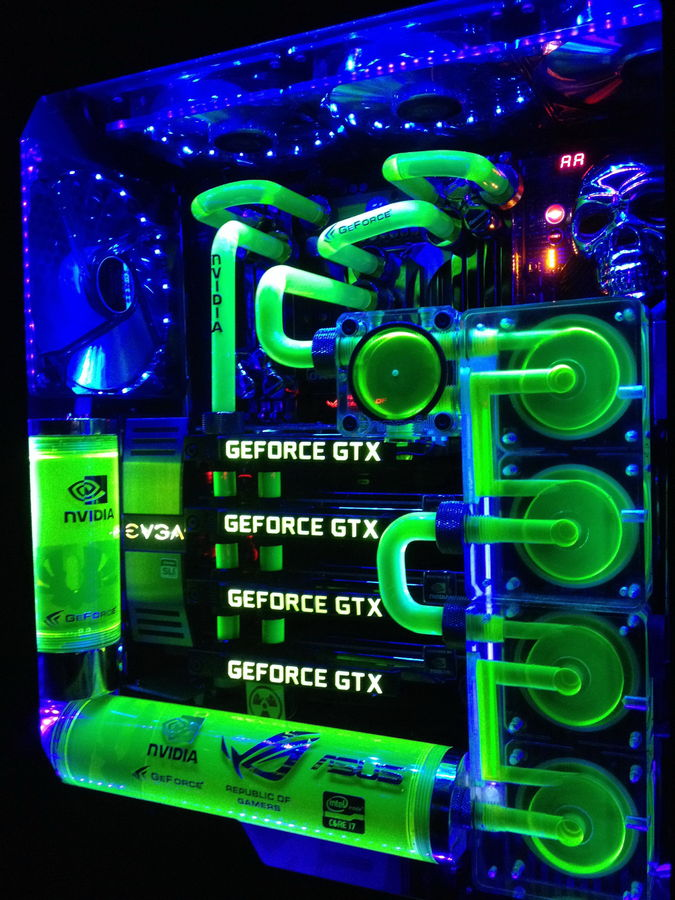 AA
GEFORCE
NVIDIA
GEFORCE GTX
GEFORCE GTX
GEFORCE GTX
GEFORCE GTX
NVIDIA
EVGA
SLI
GEFORCE
NVIDIA
GEFORCE
ASUS
REPUBLIC OF
GAMERS
intel
CORE i7